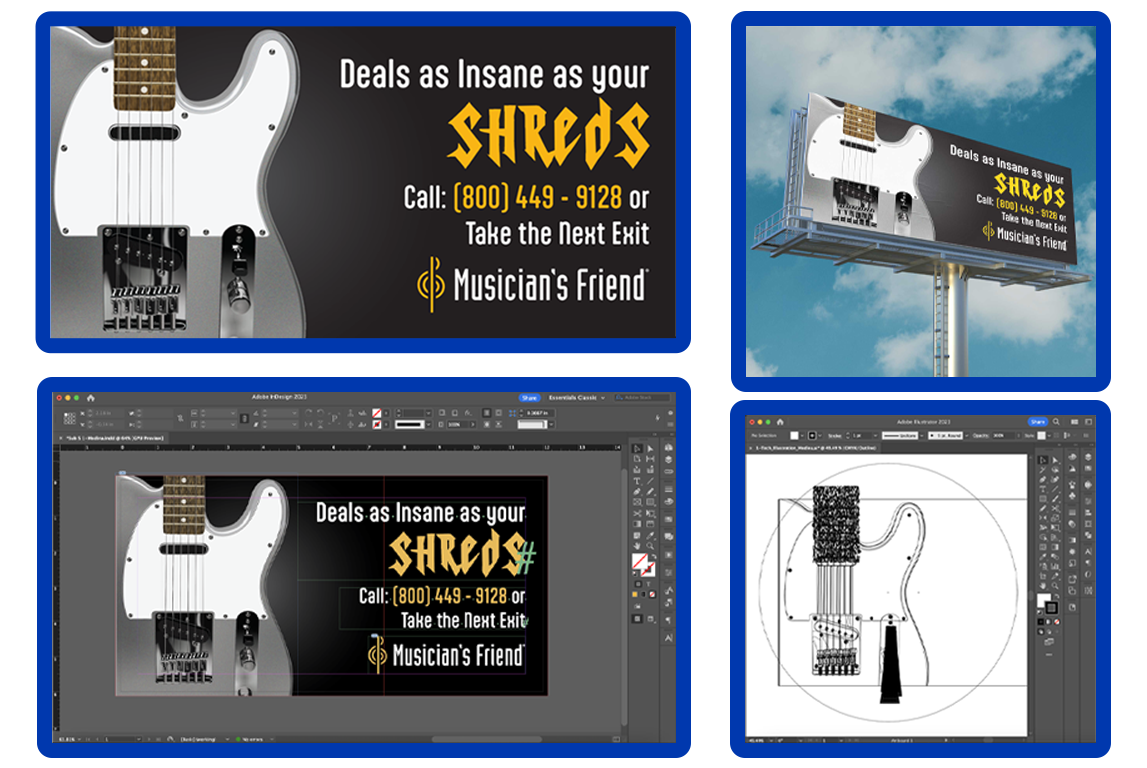 Deals as Insane as your
SHReds
Call: (800) 449 - 9128 or
Take the Next Exit
Musician's Friend
Deals as Insane as your
SHReds
Call: (800) 449 - 9128 or
Take the Next Exit
Musician's Friend
Adobe InDesign 2023
Share
Essentials Classic
Deals as Insane as your
SHReds#
Call: (800) 449 - 9128 or
Take the Next Exit
Musician's Friend
Adobe Illustrator 2023
Share
No Selection